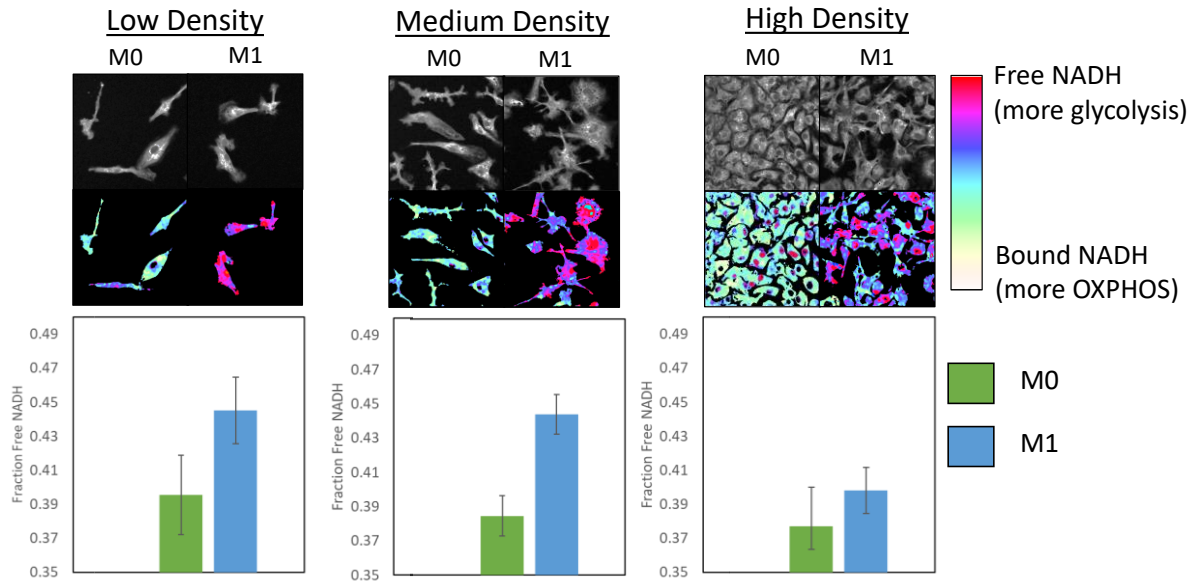 Low Density
Medium Density
High Density
M0
M1
M0
M1
M0
M1
Free NADH
(more glycolysis)
Bound NADH
(more OXPHOS)
Fraction Free NADH
0.49
0.47
0.45
0.43
0.41
0.39
0.37
0.35
Fraction Free NADH
0.49
0.47
0.45
0.43
0.41
0.39
0.37
0.35
Fraction Free NADH
0.49
0.47
0.45
0.43
0.41
0.39
0.37
0.35
M0
M1